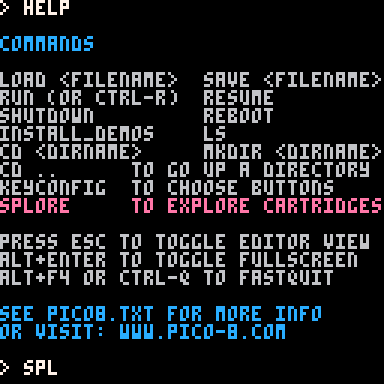 > HELP
COMMANDS
LOAD <FILENAME>  SAVE <FILENAME>
RUN (OR CTRL-R)  RESUME
SHUTDOWN         REBOOT
INSTALL_DEMOS    LS
CD <DIRNAME>     MKDIR <DIRNAME>
CD ..      TO GO UP A DIRECTORY
KEYCONFIG  TO CHOOSE BUTTONS
SPLORE     TO EXPLORE CARTRIDGES
PRESS ESC TO TOGGLE EDITOR VIEW
ALT+ENTER TO TOGGLE FULLSCREEN
ALT+F4 OR CTRL-Q TO FASTQUIT
SEE PICO8.TXT FOR MORE INFO
OR VISIT: WWW.PICO-8.COM
> SPL